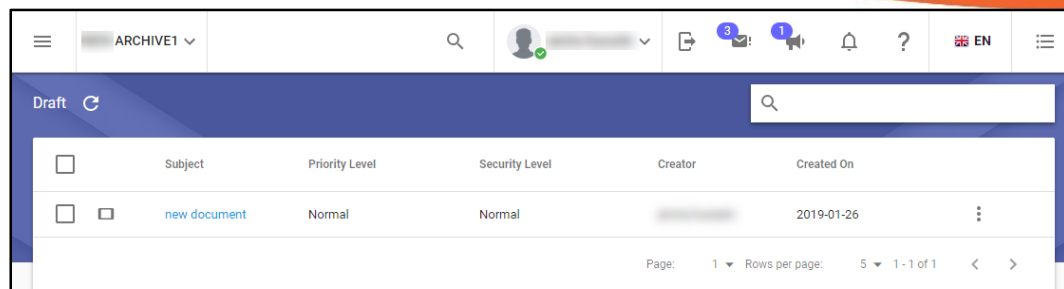 ARCHIVE1 3 1 ? EN
Draft
Subject Priority Level Security Level Creator Created On
new document Normal Normal 2019-01-26
Page: 1 Rows per page: 5 1 - 1 of 1